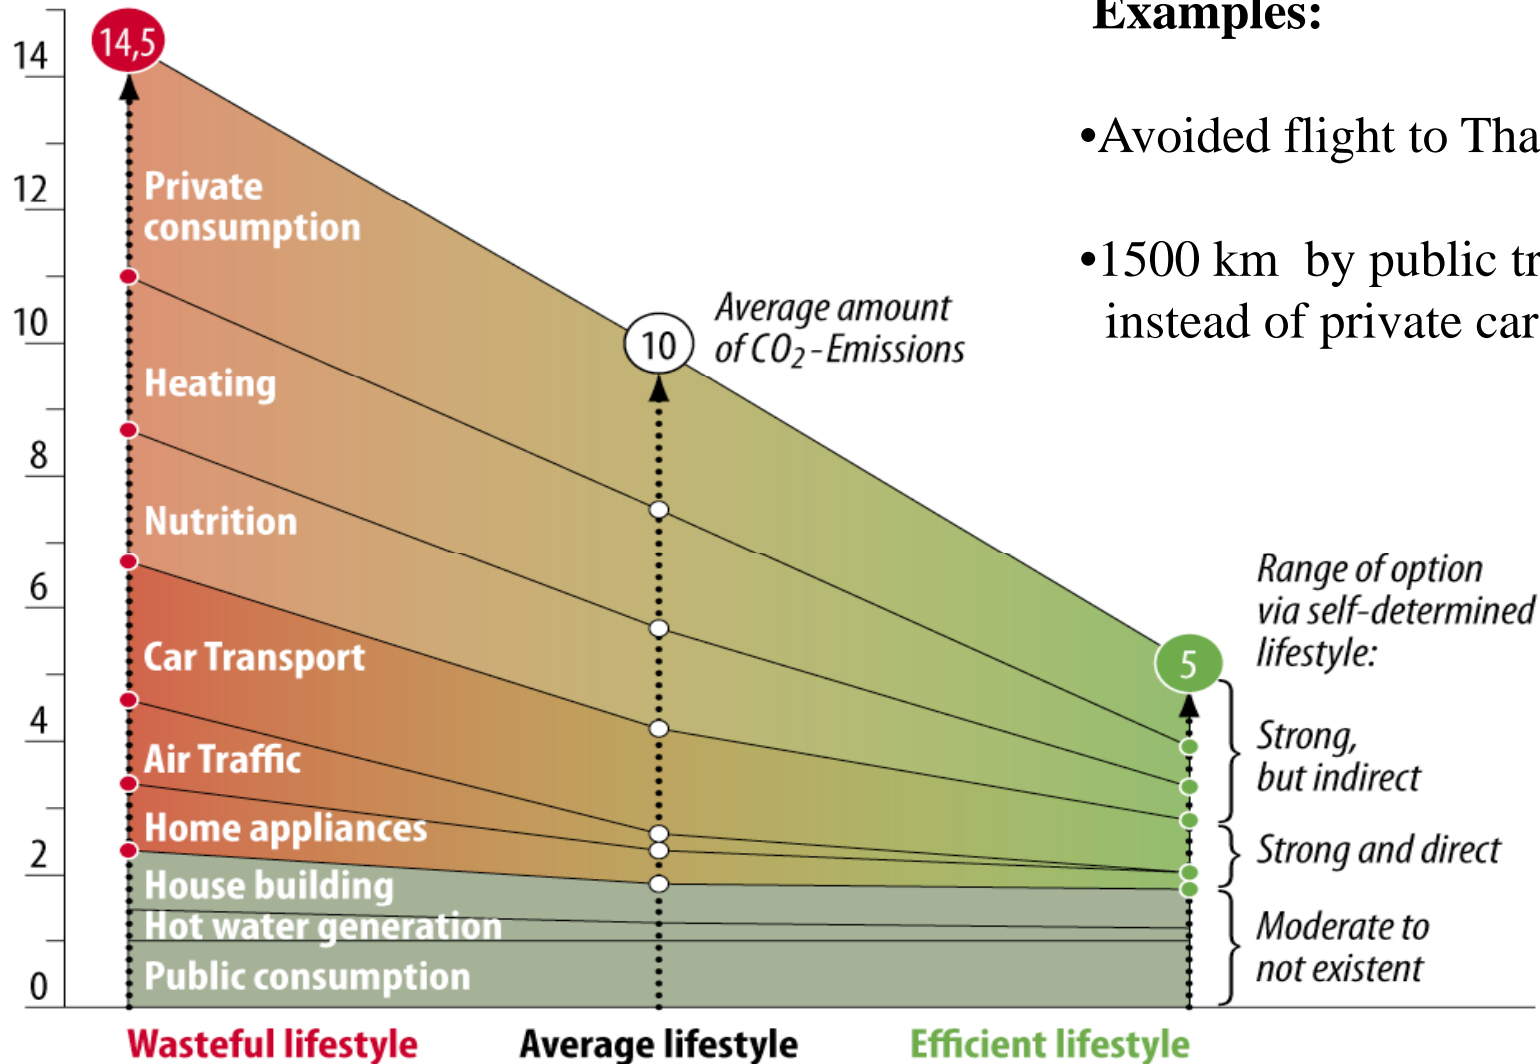 Examples:
•Avoided flight to Tha
•1500 km by public tr
instead of private car
14
12
10
8
6
4
2
0
14,5
Private
consumption
Heating
Nutrition
Car Transport
Air Traffic
Home appliances
House building
Hot water generation
Public consumption
10
Average amount
of CO2-Emissions
5
Range of option
via self-determined
lifestyle:
Strong,
but indirect
Strong and direct
Moderate to
not existent
Wasteful lifestyle
Average lifestyle
Efficient lifestyle